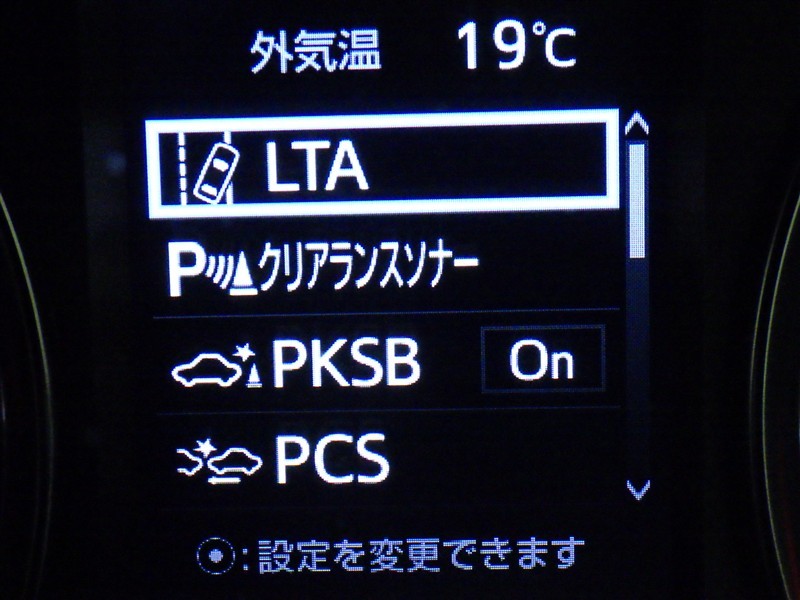 外気温 19℃
LTA
Pクリアランスソナー
PKSB On
PCS
:設定を変更できます